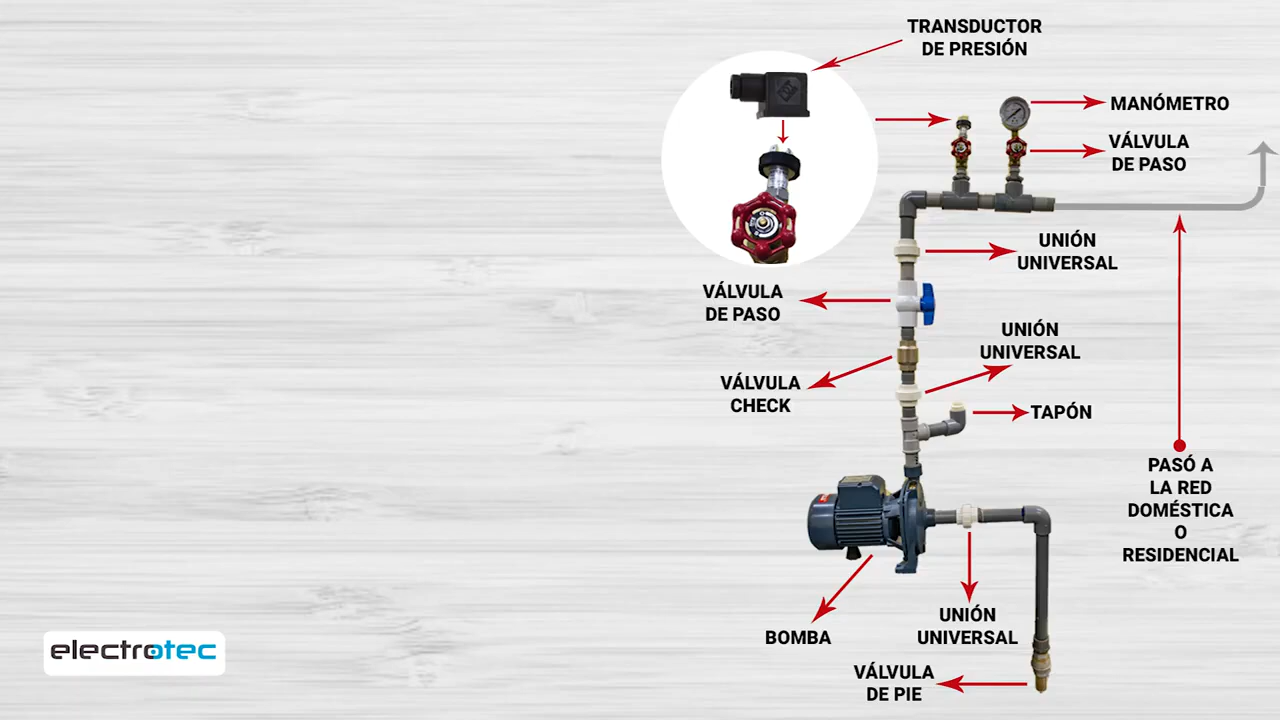 TRANSDUCTOR
DE PRESIÓN
MANÓMETRO
VÁLVULA
DE PASO
UNIÓN
UNIVERSAL
VÁLVULA
DE PASO
UNIÓN
UNIVERSAL
VÁLVULA
CHECK
TAPÓN
PASÓ A
LA RED
DOMÉSTICA
O
RESIDENCIAL
BOMBA
UNIÓN
UNIVERSAL
VÁLVULA
DE PIE
electrotec